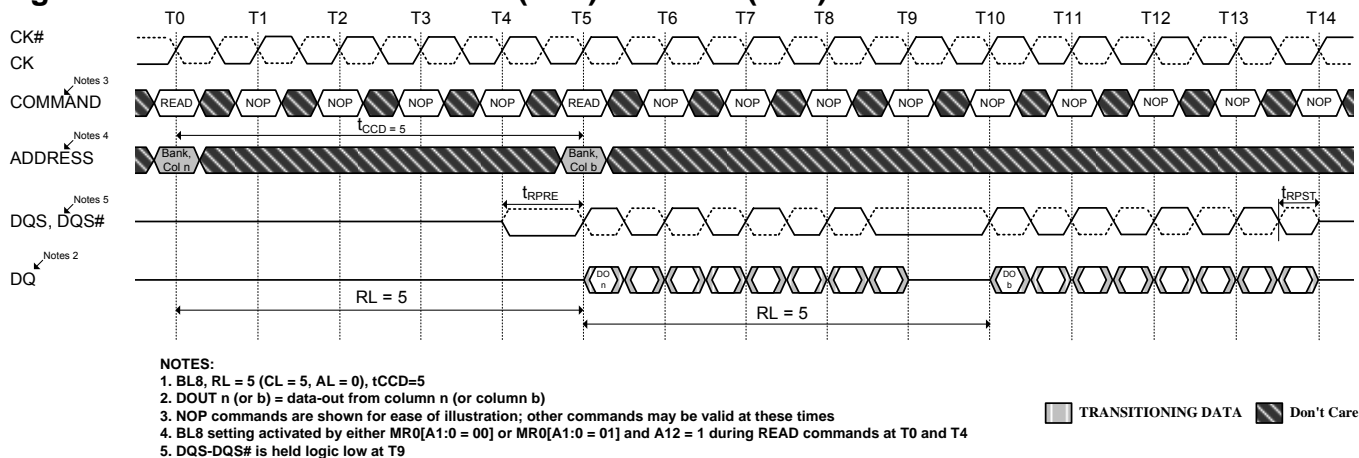 T0 T1 T2 T3 T4 T5 T6 T7 T8 T9 T10 T11 T12 T13 T14
CK#
CK
Notes 3
COMMAND READ NOP NOP NOP NOP READ NOP NOP NOP NOP NOP NOP NOP NOP NOP
tCCD = 5
Notes 4
ADDRESS
Bank, Col n
Bank, Col b
tRPRE
Notes 5
DQS, DQS#
tRPST
Notes 2
DQ
DO n
DO b
RL = 5
RL = 5
NOTES:
1. BL8, RL = 5 (CL = 5, AL = 0), tCCD=5
2. DOUT n (or b) = data-out from column n (or column b)
3. NOP commands are shown for ease of illustration; other commands may be valid at these times
4. BL8 setting activated by either MR0[A1:0 = 00] or MR0[A1:0 = 01] and A12 = 1 during READ commands at T0 and T4
5. DQS-DQS# is held logic low at T9
TRANSITIONING DATA
Don't Care